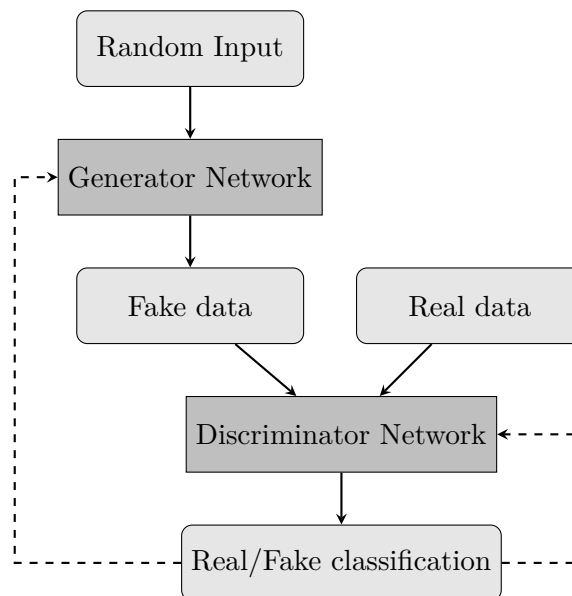 Random Input
Generator Network
Fake data
Real data
Discriminator Network
Real/Fake classification